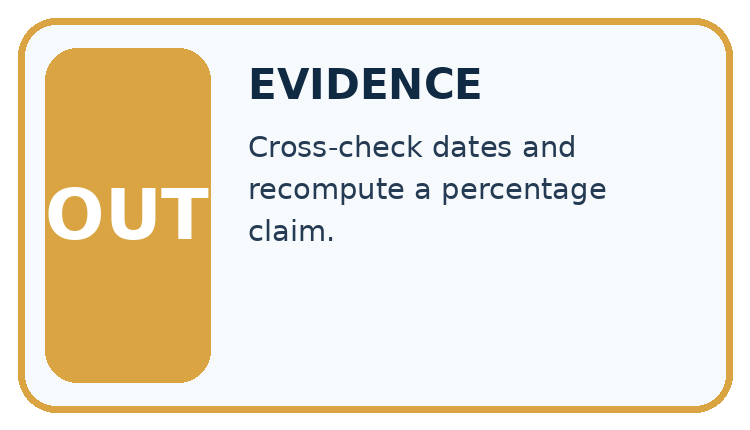 OUT
EVIDENCE
Cross-check dates and
recompute a percentage
claim.